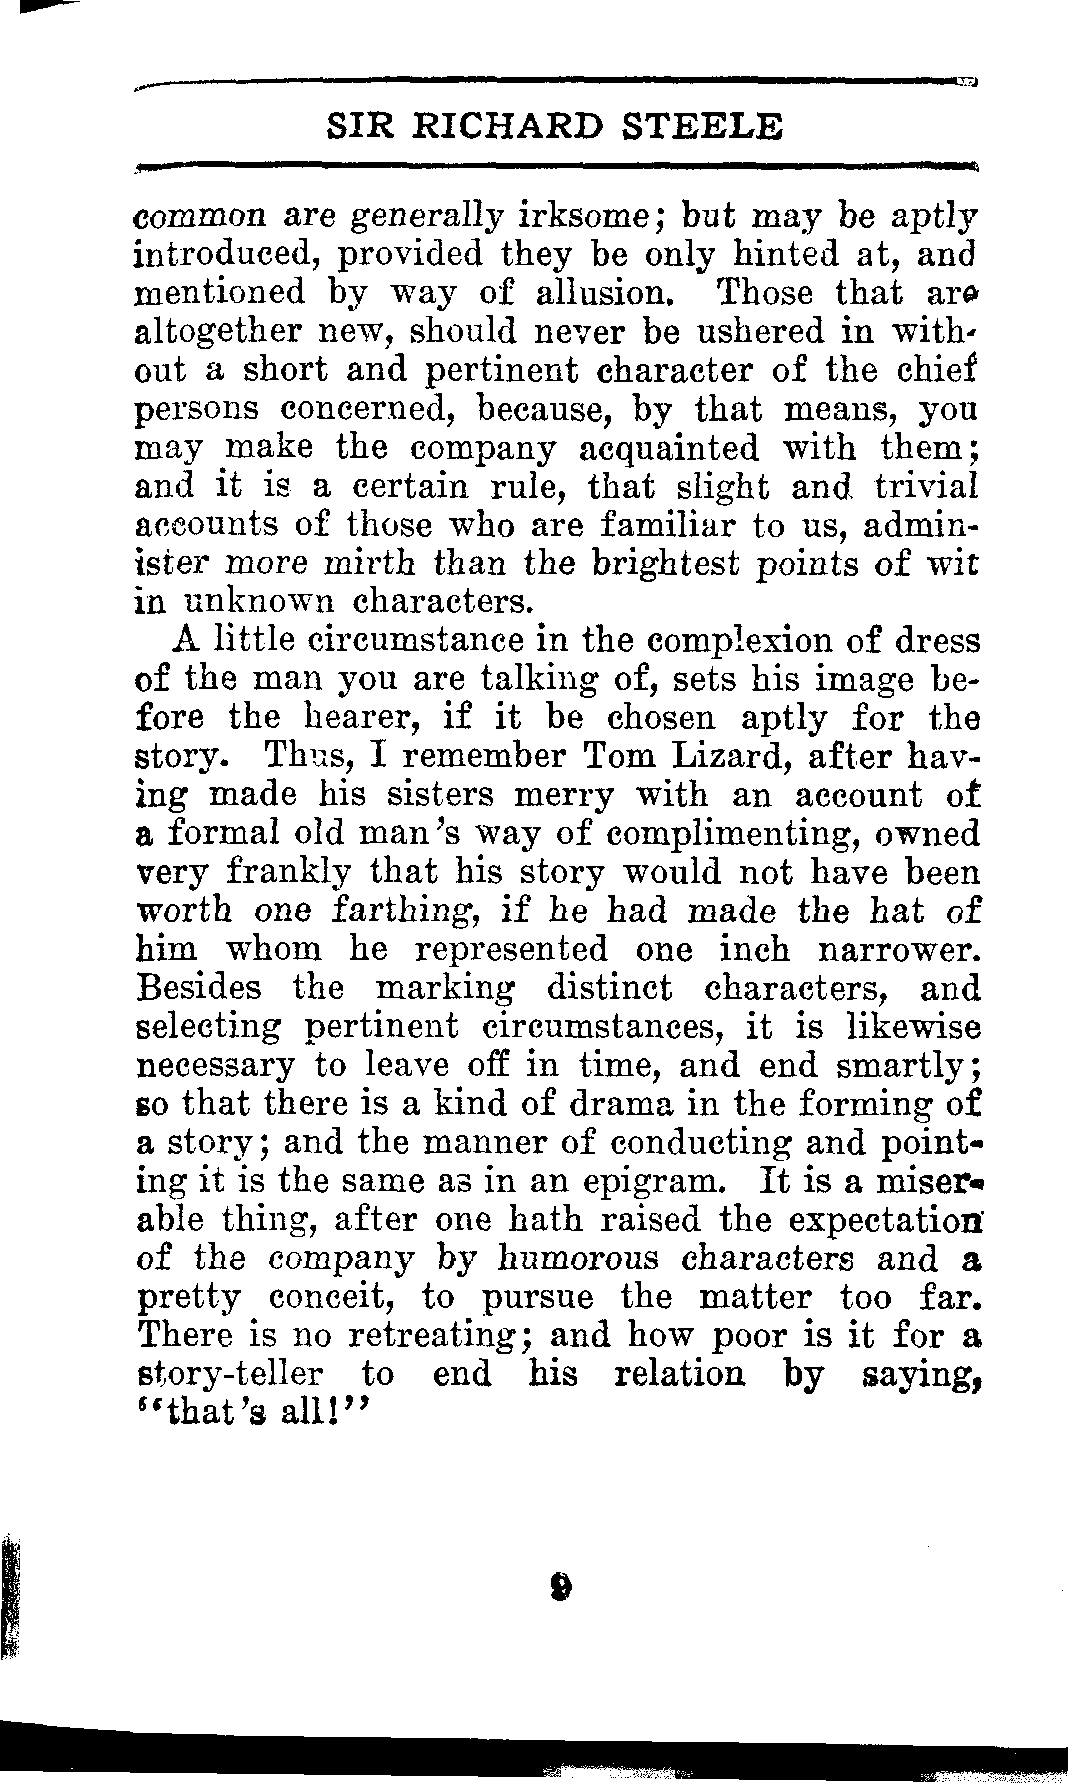 SIR RICHARD STEELE
common are generally irksome; but may be aptly
introduced, provided they be only hinted at, and
mentioned by way of allusion. Those that are
altogether new, should never be ushered in with-
out a short and pertinent character of the chief
persons concerned, because, by that means, you
may make the company acquainted with them;
and it is a certain rule, that slight and trivial
accounts of those who are familiar to us, admin-
ister more mirth than the brightest points of wit
in unknown characters.
A little circumstance in the complexion of dress
of the man you are talking of, sets his image be-
fore the hearer, if it be chosen aptly for the
story. Thus, I remember Tom Lizard, after hav-
ing made his sisters merry with an account of
a formal old man's way of complimenting, owned
very frankly that his story would not have been
worth one farthing, if he had made the hat of
him whom he represented one inch narrower.
Besides the marking distinct characters, and
selecting pertinent circumstances, it is likewise
necessary to leave off in time, and end smartly;
so that there is a kind of drama in the forming of
a story; and the manner of conducting and point-
ing it is the same as in an epigram. It is a miser-
able thing, after one hath raised the expectation
of the company by humorous characters and a
pretty conceit, to pursue the matter too far.
There is no retreating; and how poor is it for a
story-teller to end his relation by saying,
"that's all!"
9